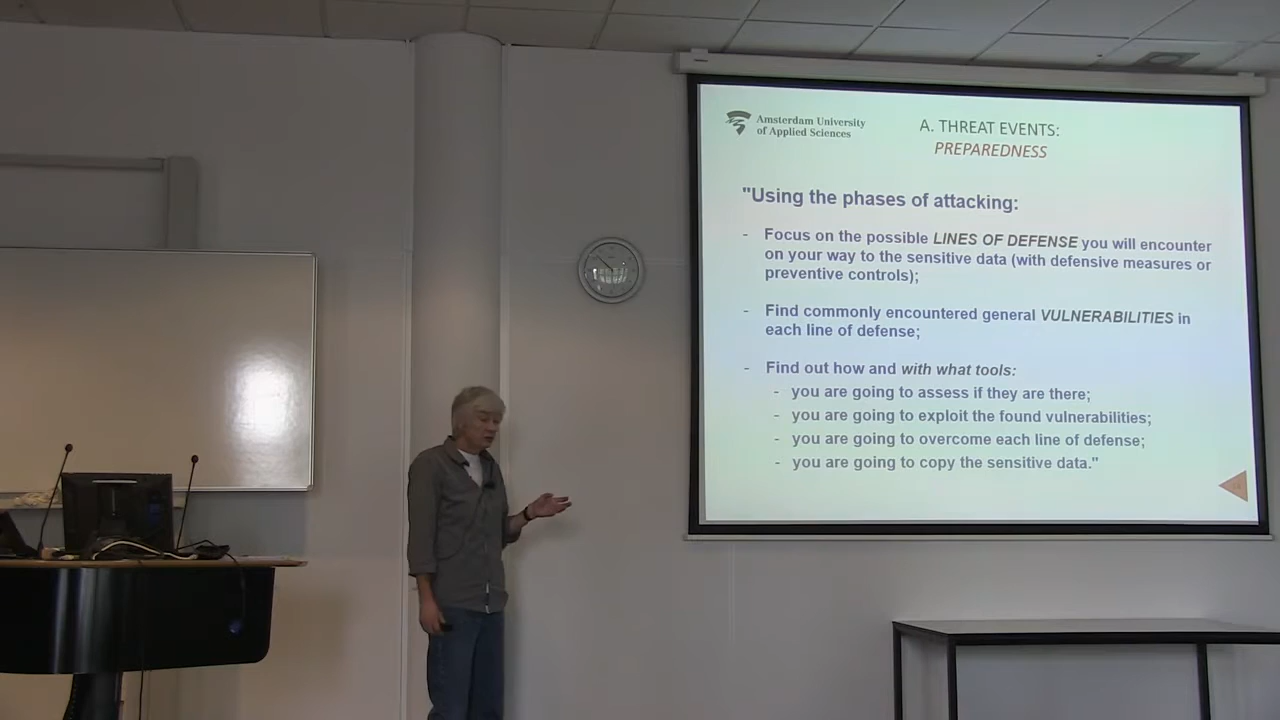 Amsterdam University
of Applied Sciences
A. THREAT EVENTS:
PREPAREDNESS
"Using the phases of attacking:
- Focus on the possible LINES OF DEFENSE you will encounter
on your way to the sensitive data (with defensive measures or
preventive controls);
- Find commonly encountered general VULNERABILITIES in
each line of defense;
- Find out how and with what tools:
- you are going to assess if they are there;
- you are going to exploit the found vulnerabilities;
- you are going to overcome each line of defense;
- you are going to copy the sensitive data."